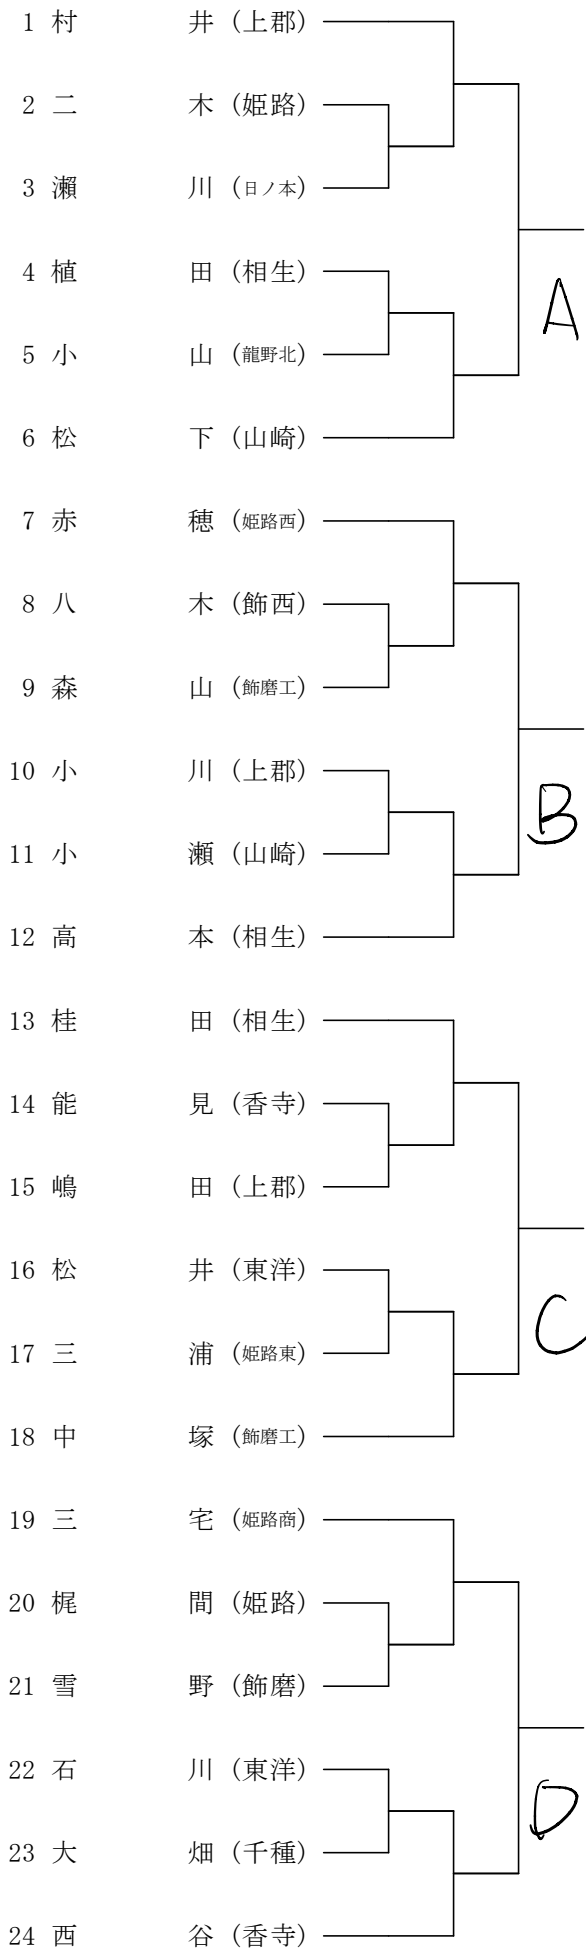 1 村 井 (上郡)
2 二 木 (姫路)
3 瀬 川 (日ノ本)
A
4 植 田 (相生)
5 小 山 (龍野北)
6 松 下 (山崎)
7 赤 穂 (姫路西)
8 八 木 (飾西)
9 森 山 (飾磨工)
B
10 小 川 (上郡)
11 小 瀬 (山崎)
12 高 本 (相生)
13 桂 田 (相生)
14 能 見 (香寺)
15 嶋 田 (上郡)
16 松 井 (東洋)
C
17 三 浦 (姫路東)
18 中 塚 (飾磨工)
19 三 宅 (姫路商)
20 梶 間 (姫路)
21 雪 野 (飾磨)
22 石 川 (東洋)
D
23 大 畑 (千種)
24 西 谷 (香寺)